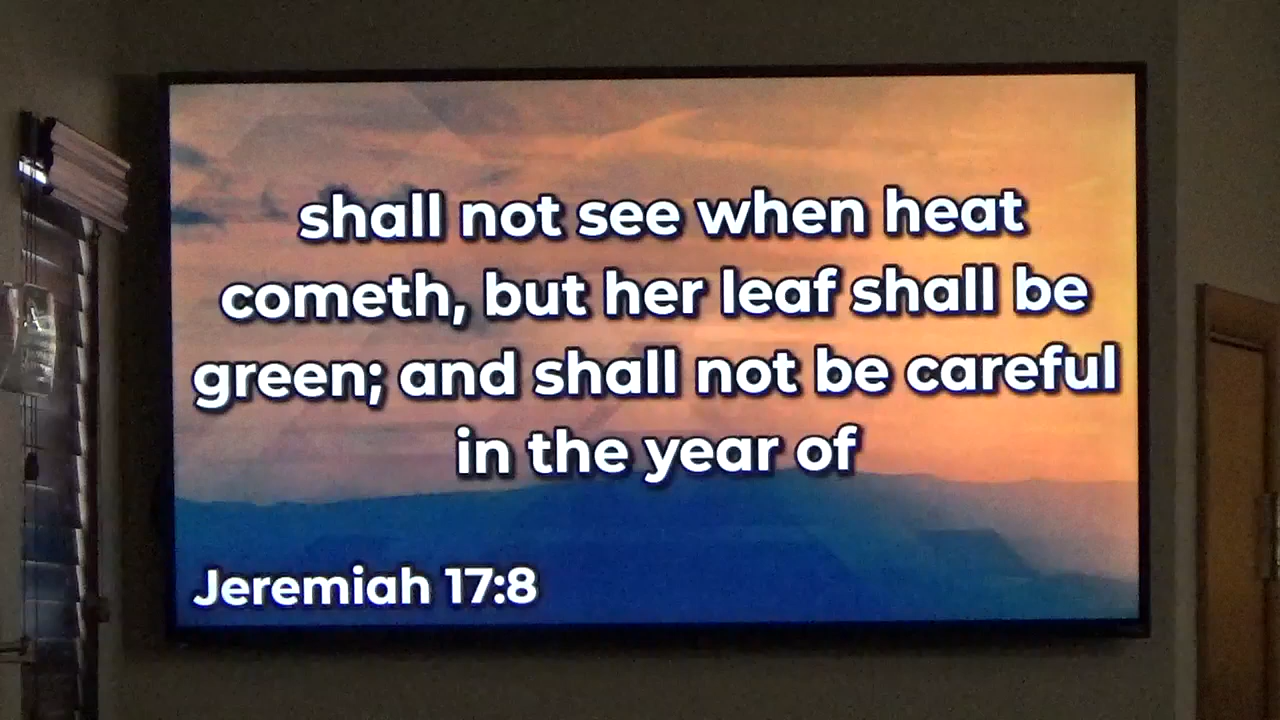 shall not see when heat
cometh, but her leaf shall be
green; and shall not be careful
in the year of
Jeremiah 17:8